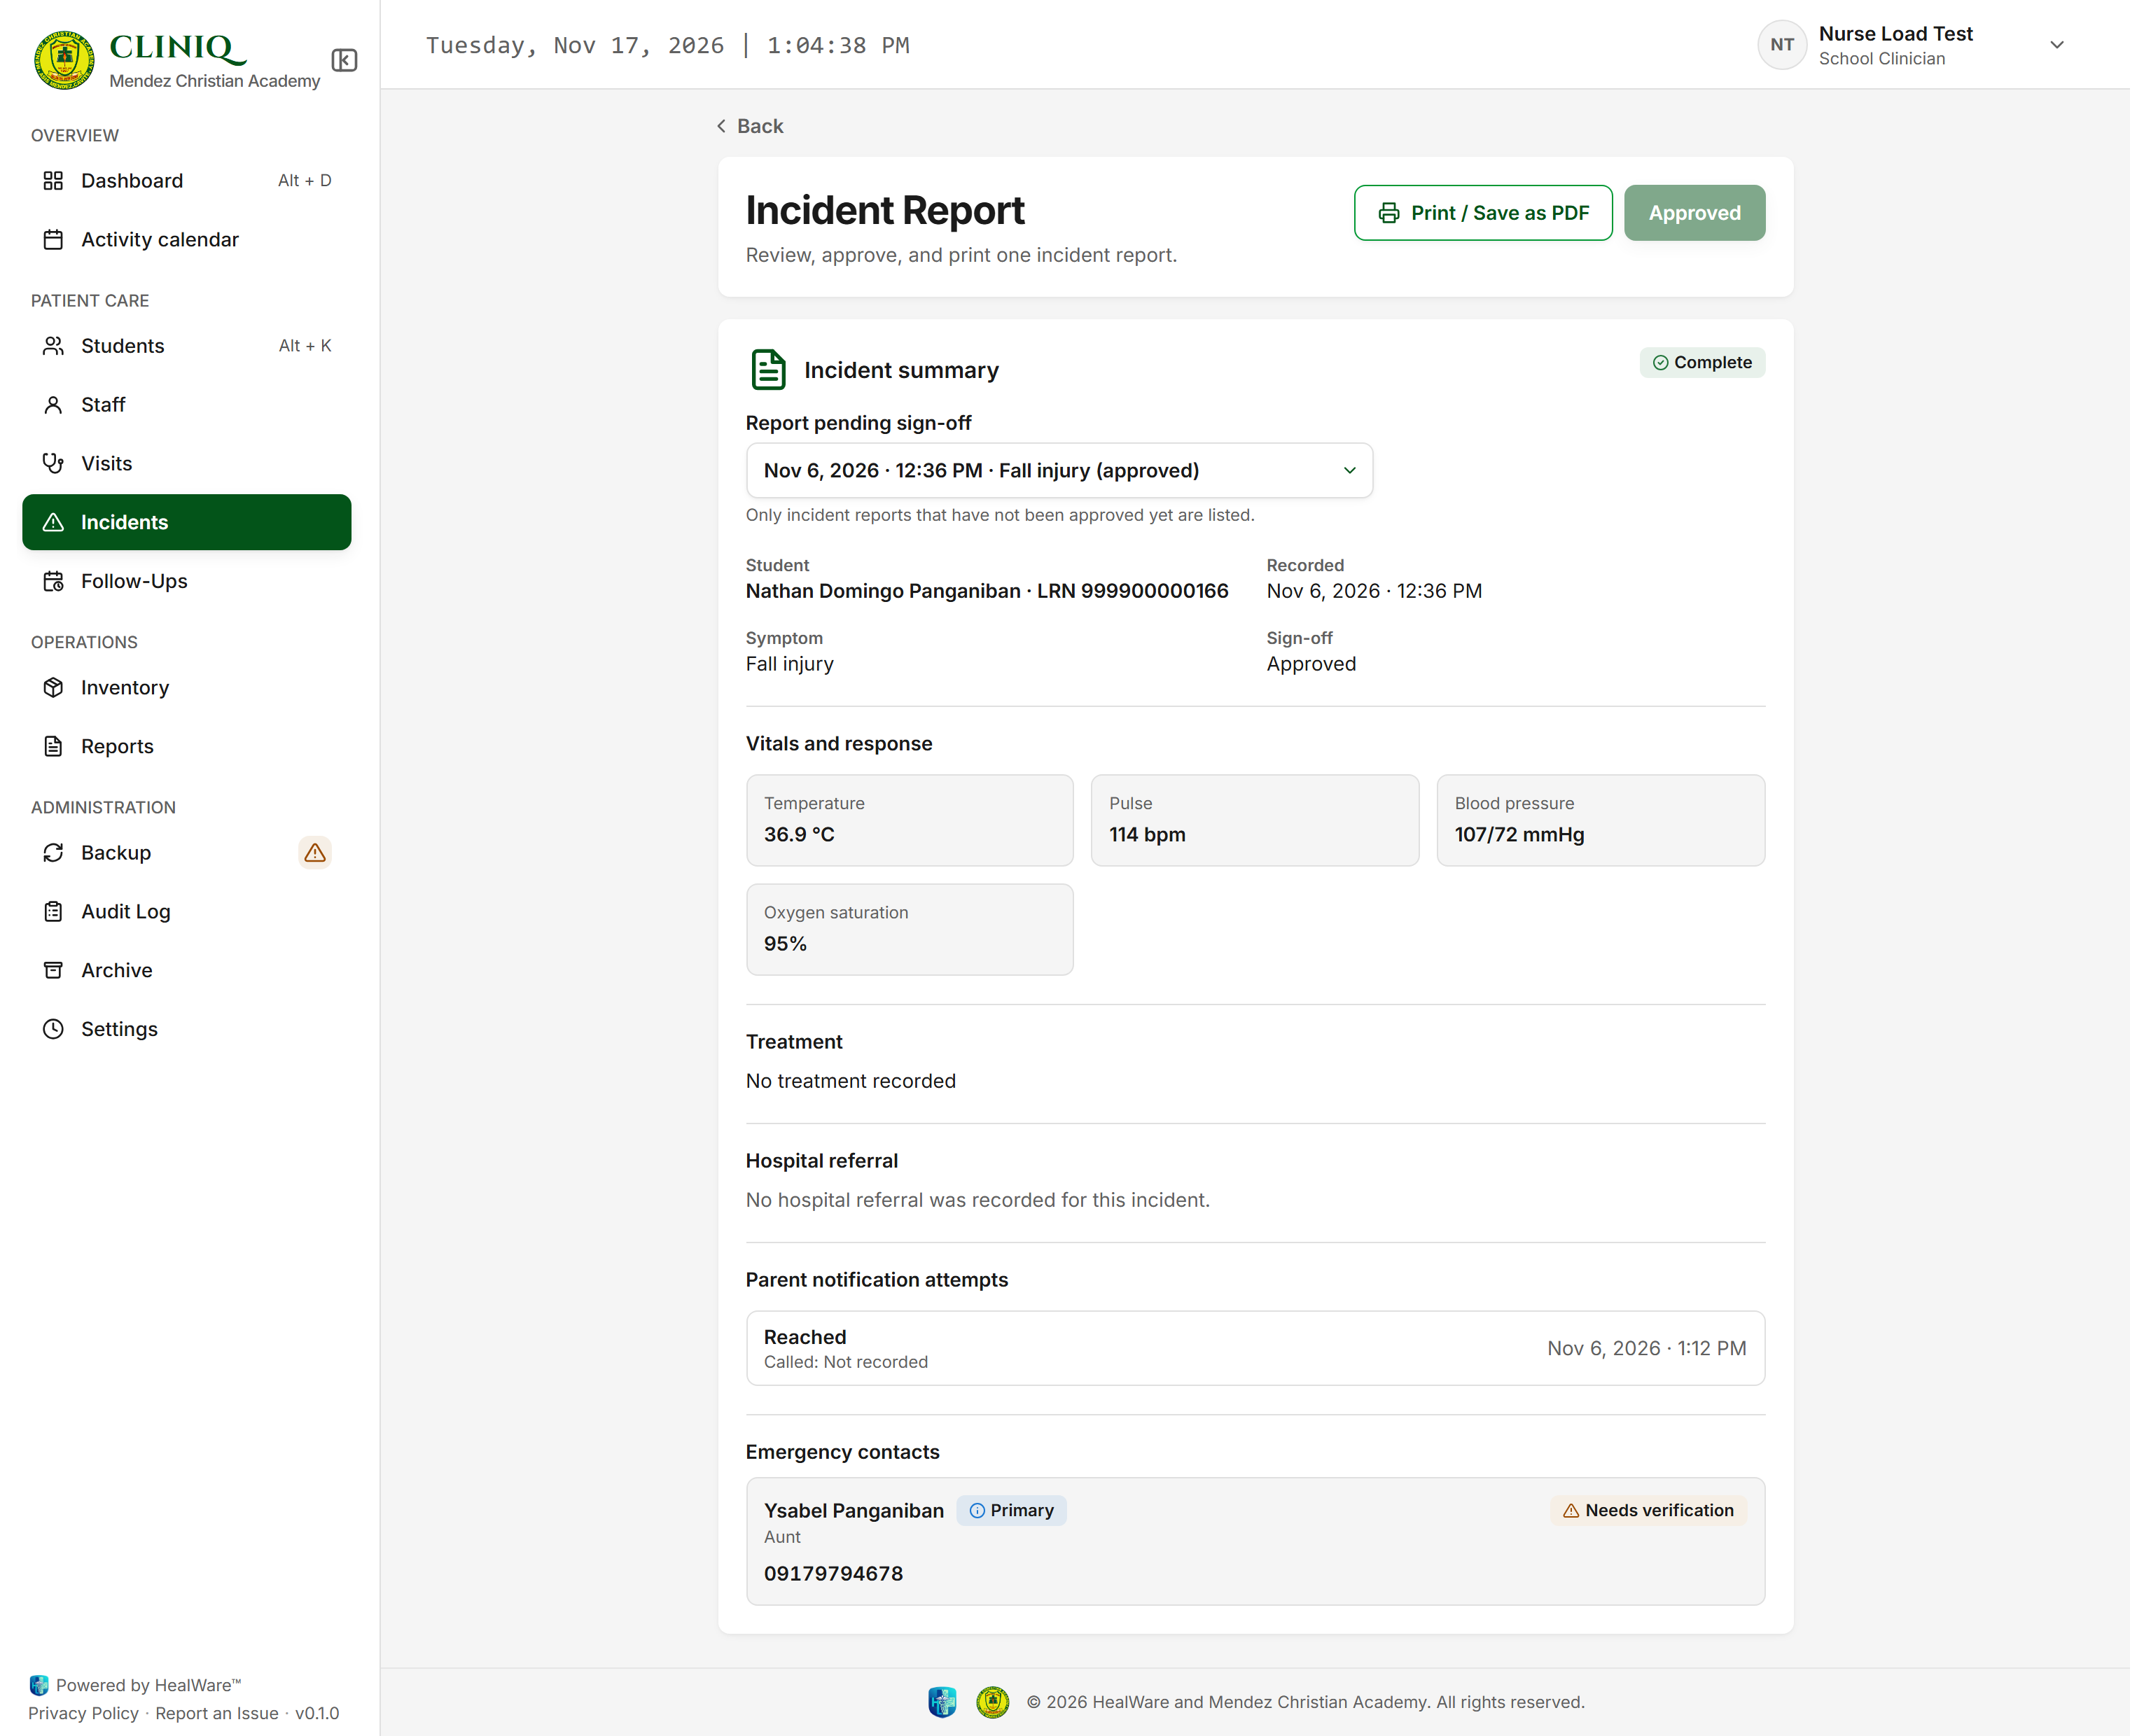 CLINIQ
Mendez Christian Academy
OVERVIEW
Dashboard Alt + D
Activity calendar
PATIENT CARE
Students Alt + K
Staff
Visits
Incidents
Follow-Ups
OPERATIONS
Inventory
Reports
ADMINISTRATION
Backup
Audit Log
Archive
Settings
Powered by HealWare™
Privacy Policy · Report an Issue · v0.1.0
Tuesday, Nov 17, 2026 | 1:04:38 PM
NT
Nurse Load Test
School Clinician
Back
Incident Report
Review, approve, and print one incident report.
Print / Save as PDF
Approved
Incident summary
Complete
Report pending sign-off
Nov 6, 2026 · 12:36 PM · Fall injury (approved)
Only incident reports that have not been approved yet are listed.
Student
Nathan Domingo Panganiban · LRN 999900000166
Recorded
Nov 6, 2026 · 12:36 PM
Symptom
Fall injury
Sign-off
Approved
Vitals and response
Temperature
36.9 °C
Pulse
114 bpm
Blood pressure
107/72 mmHg
Oxygen saturation
95%
Treatment
No treatment recorded
Hospital referral
No hospital referral was recorded for this incident.
Parent notification attempts
Reached
Called: Not recorded
Nov 6, 2026 · 1:12 PM
Emergency contacts
Ysabel Panganiban
Primary
Needs verification
Aunt
09179794678
© 2026 HealWare and Mendez Christian Academy. All rights reserved.